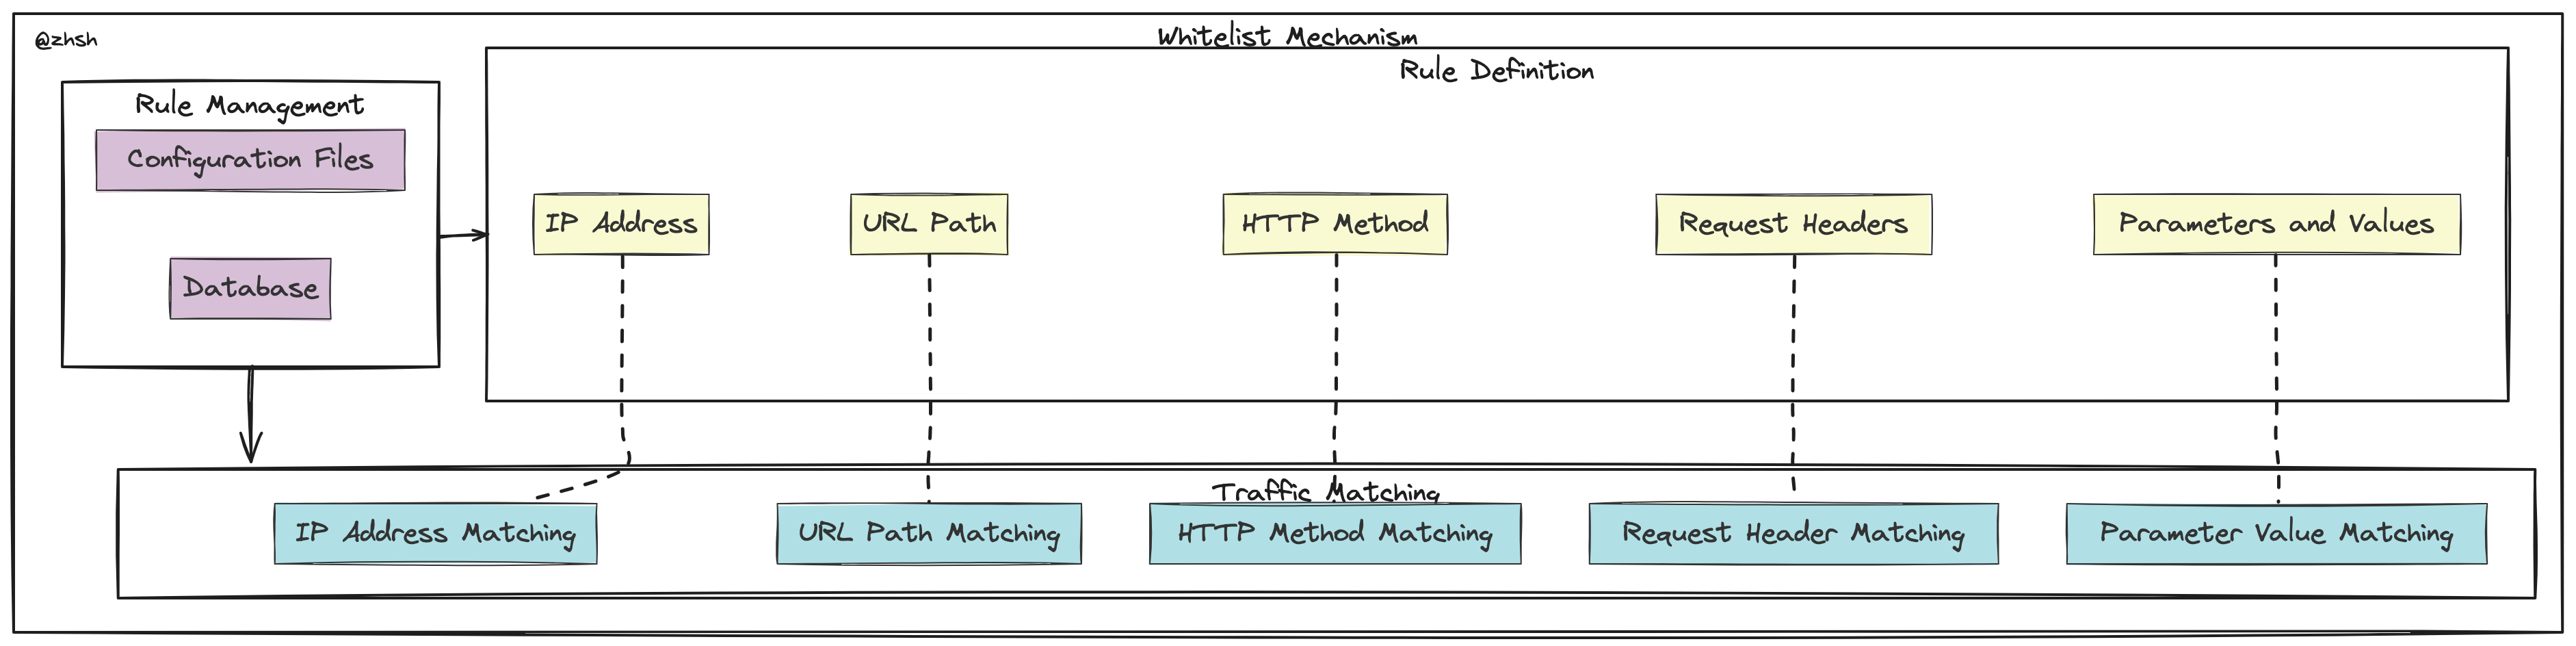 @zhsh
Whitelist Mechanism
Rule Definition
Rule Management
Configuration Files
Database
IP Address
URL Path
HTTP Method
Request Headers
Parameters and Values
Traffic Matching
IP Address Matching
URL Path Matching
HTTP Method Matching
Request Header Matching
Parameter Value Matching